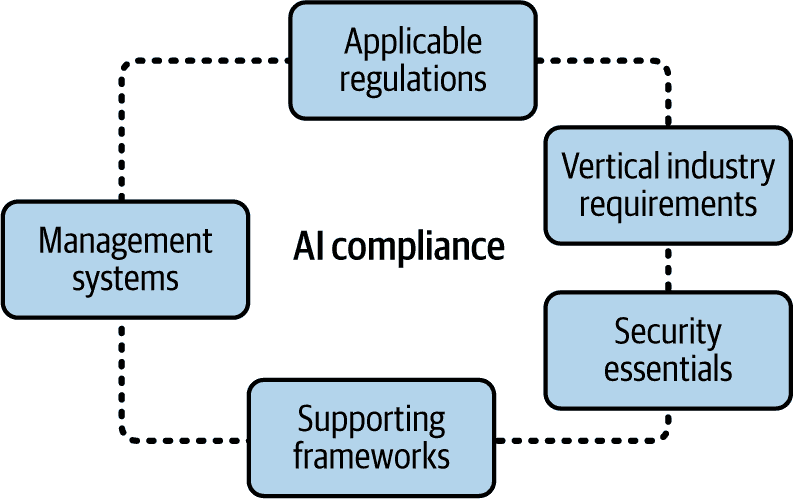 Applicable
regulations
Vertical industry
requirements
Management
systems
AI compliance
Security
essentials
Supporting
frameworks